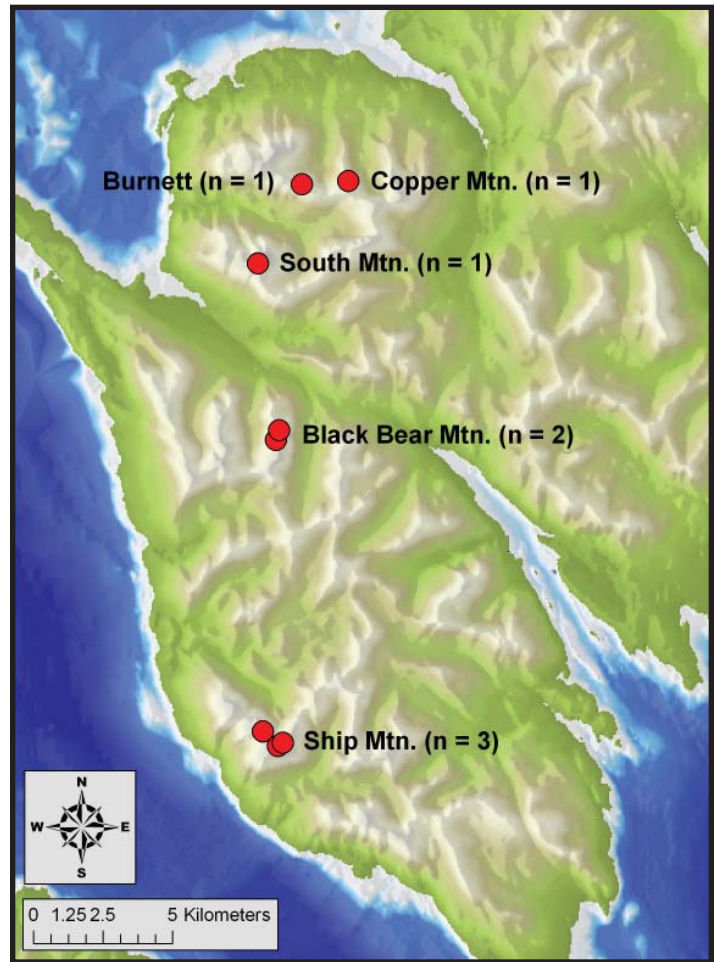 Burnett (n = 1)
Copper Mtn. (n = 1)
South Mtn. (n = 1)
Black Bear Mtn. (n = 2)
Ship Mtn. (n = 3)
N
W E
S
0 1.25 2.5 5 Kilometers